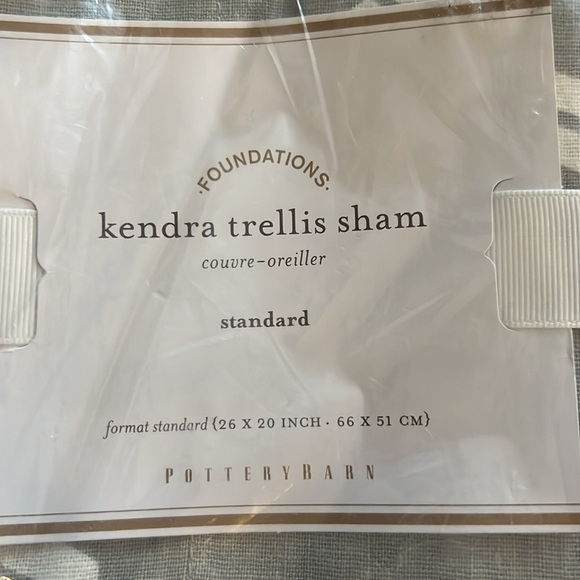 ·FOUNDATIONS·
kendra trellis sham
couvre-oreiller
standard
format standard {26 X 20 INCH · 66 X 51 CM}
POTTERYBARN